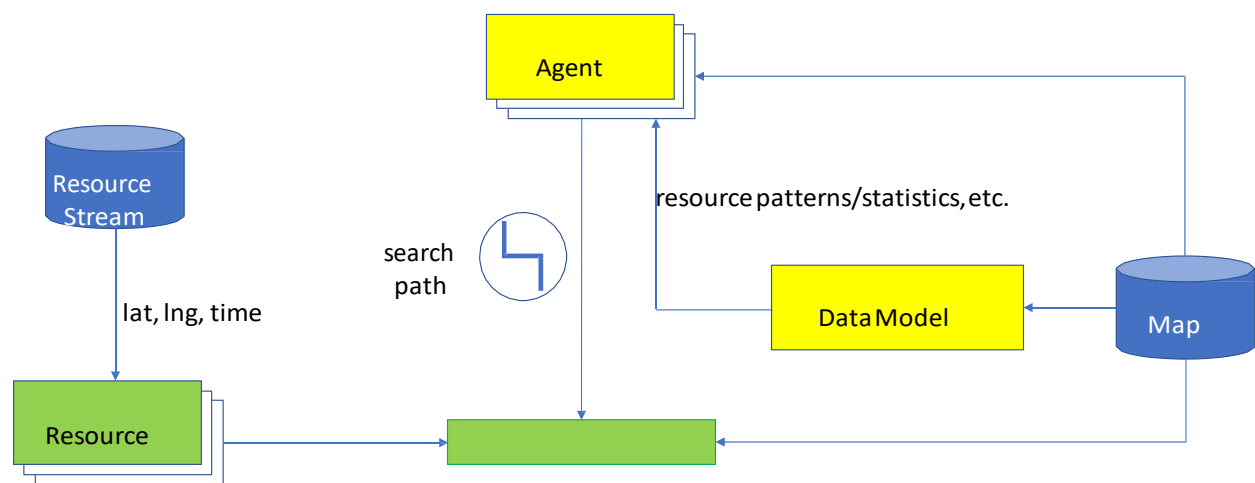 Agent
Resource
Stream
resource patterns/statistics, etc.
search
path
lat, lng, time
Data Model
Map
Resource